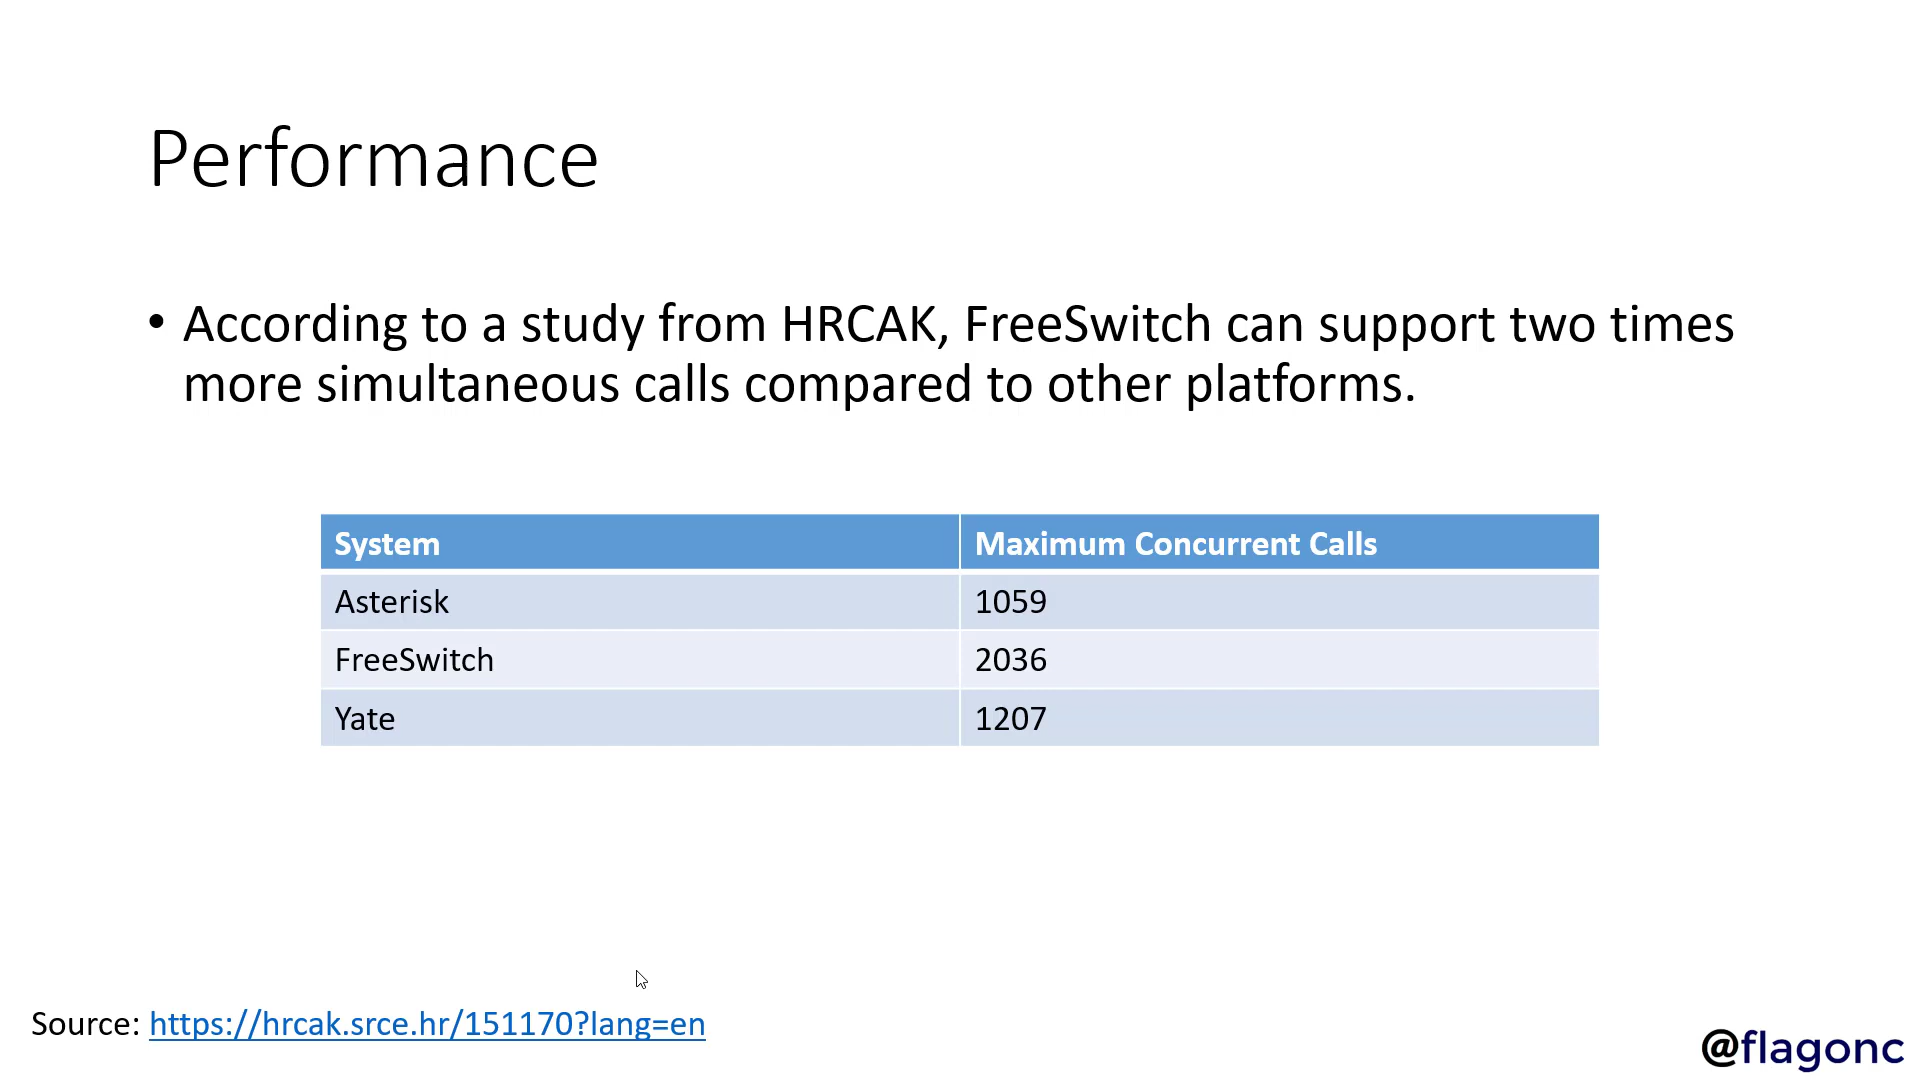 Performance
• According to a study from HRCAK, FreeSwitch can support two times
more simultaneous calls compared to other platforms.
System Maximum Concurrent Calls
Asterisk 1059
FreeSwitch 2036
Yate 1207
Source: https://hrcak.srce.hr/151170?lang=en
@flagonc